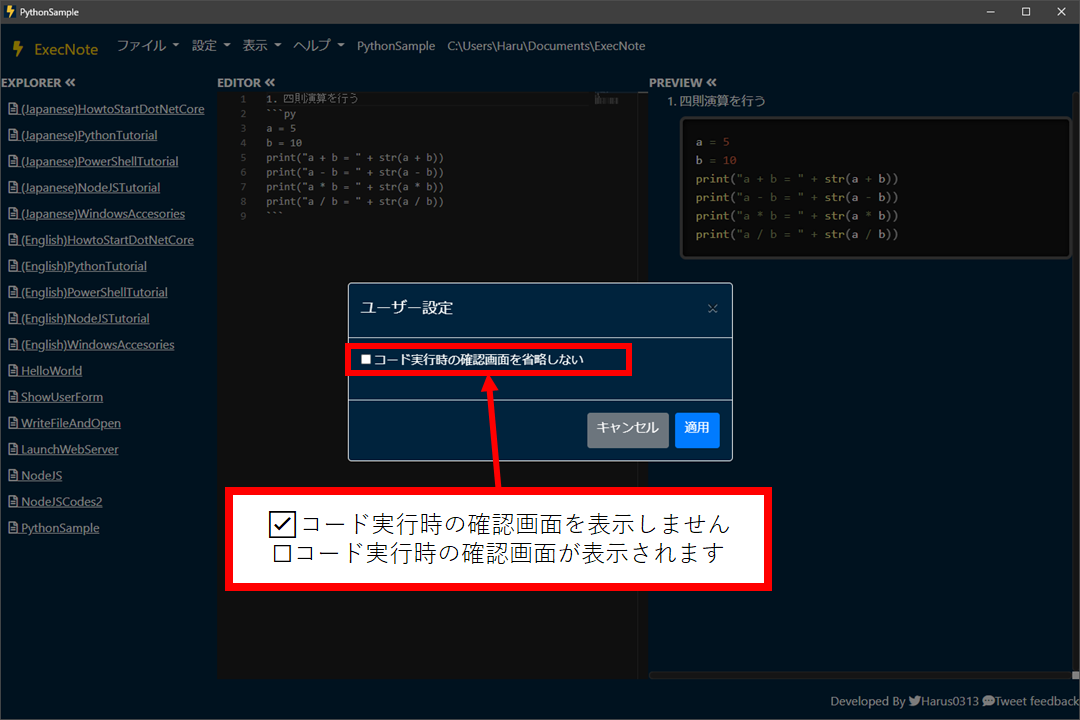 PythonSample
ExecNote ファイル 設定 表示 ヘルプ PythonSample C:\Users\Haru\Documents\ExecNote
EXPLORER
(Japanese)HowtoStartDotNetCore
(Japanese)PythonTutorial
(Japanese)PowerShellTutorial
(Japanese)NodeJSTutorial
(Japanese)WindowsAccesories
(English)HowtoStartDotNetCore
(English)PythonTutorial
(English)PowerShellTutorial
(English)NodeJSTutorial
(English)WindowsAccesories
HelloWorld
ShowUserForm
WriteFileAndOpen
LaunchWebServer
NodeJS
NodeJSCodes2
PythonSample
EDITOR
1 1. 四則演算を行う
2 ```py
3 a = 5
4 b = 10
5 print("a + b = " + str(a + b))
6 print("a - b = " + str(a - b))
7 print("a * b = " + str(a * b))
8 print("a / b = " + str(a / b))
9 ```
PREVIEW
1. 四則演算を行う
a = 5
b = 10
print("a + b = " + str(a + b))
print("a - b = " + str(a - b))
print("a * b = " + str(a * b))
print("a / b = " + str(a / b))
ユーザー設定
コード実行時の確認画面を省略しない
キャンセル 適用
☑コード実行時の確認画面を表示しません
☐コード実行時の確認画面が表示されます
Developed By Harus0313 Tweet feedback